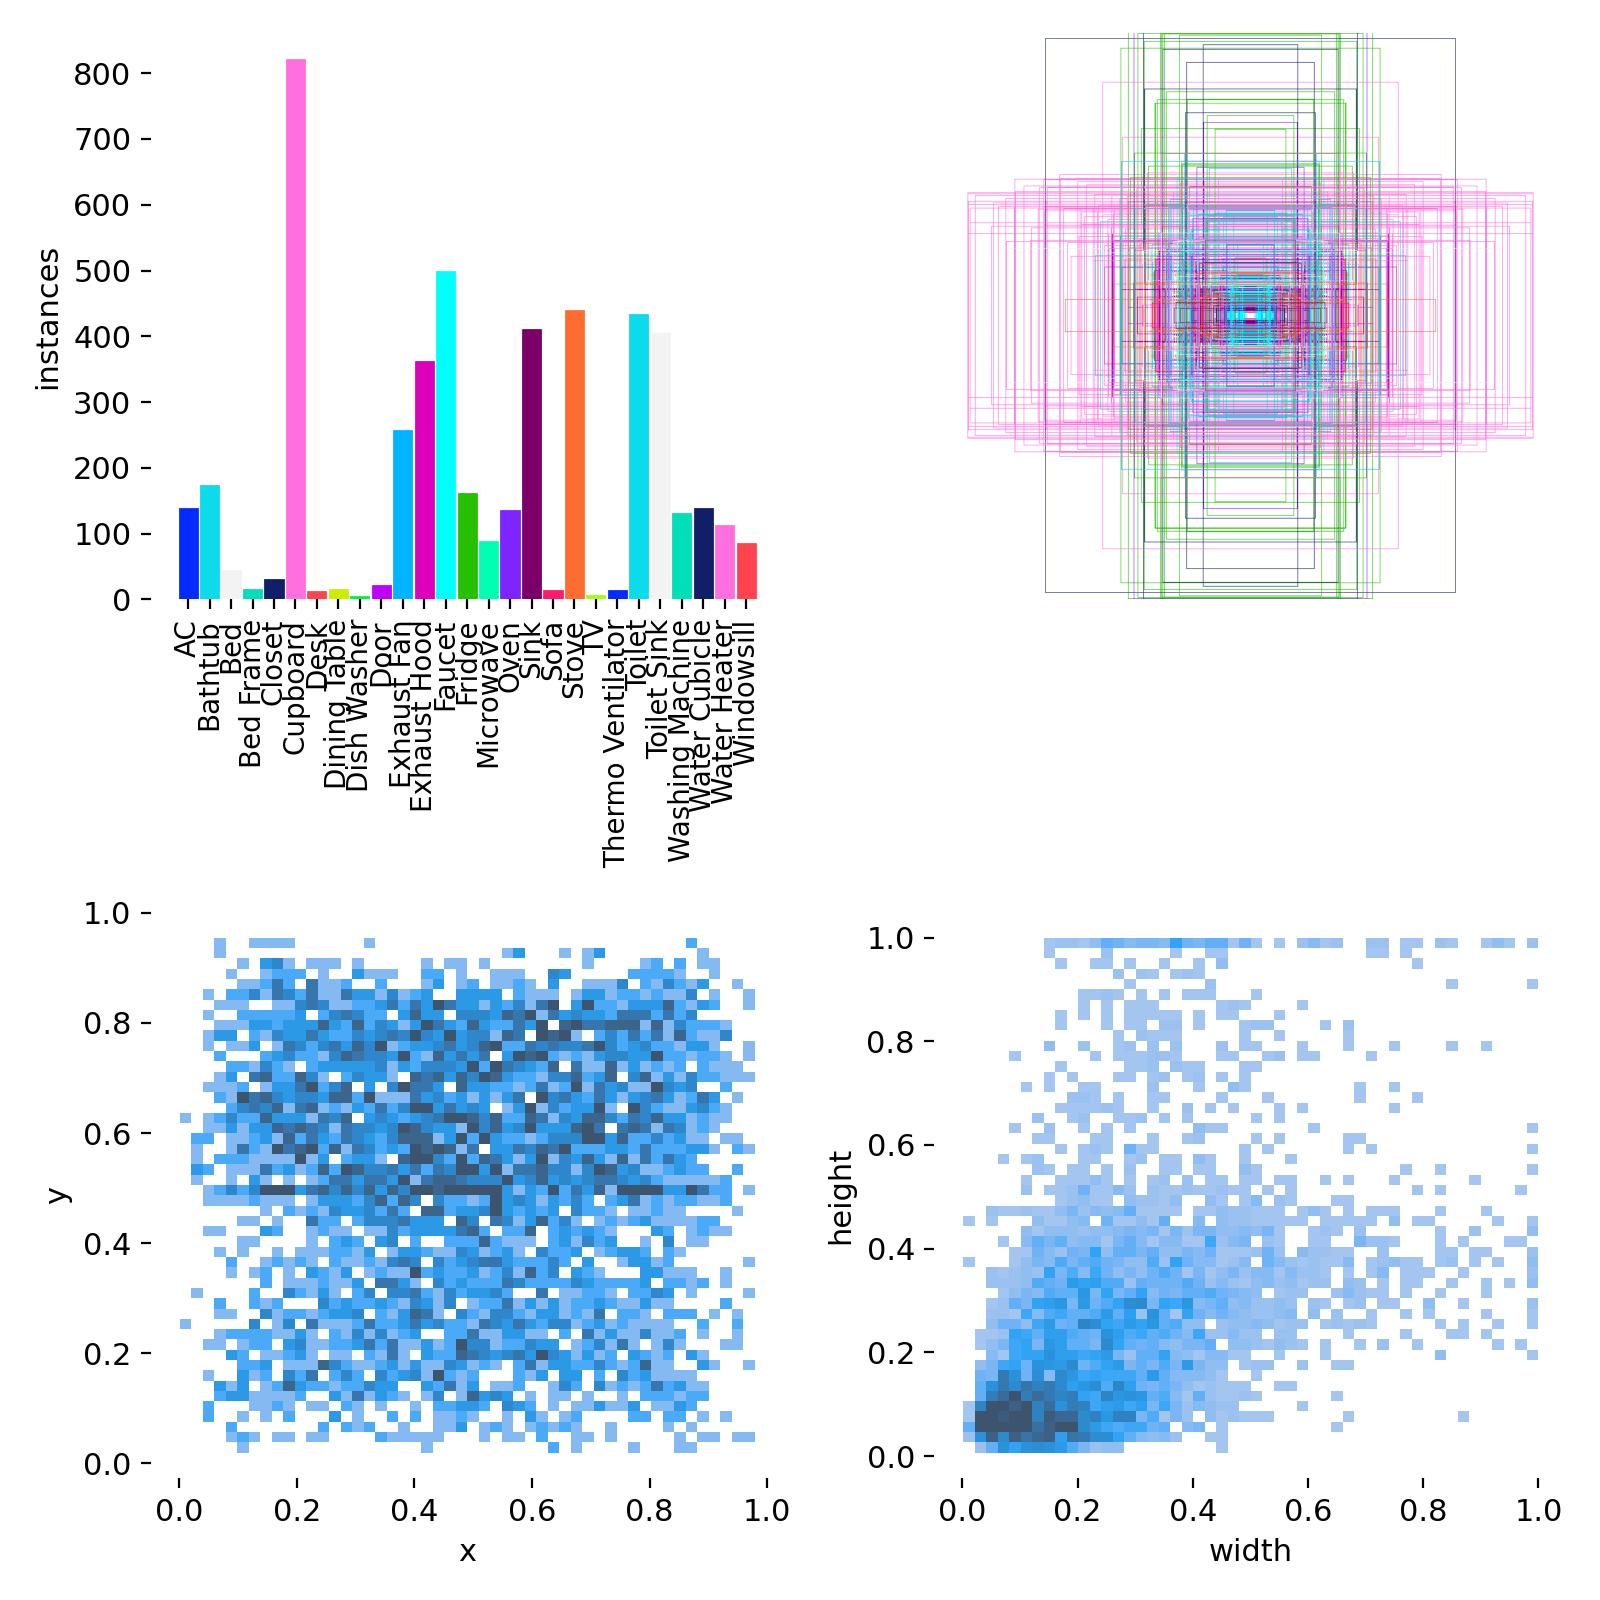 800
700
600
500
400
300
200
100
0
instances
AC
Bathtub
Bed
Bed Frame
Closet
Cupboard
Desk
Dining Table
Dish Washer
Door
Exhaust Fan
Exhaust Hood
Faucet
Fridge
Microwave
Oven
Sink
Sofa
Stove
TV
Thermo Ventilator
Toilet
Toilet Sink
Washing Machine
Water Cubicle
Water Heater
Windowsill
1.0
0.8
0.6
0.4
0.2
0.0
y
0.0 0.2 0.4 0.6 0.8 1.0
x
1.0
0.8
0.6
0.4
0.2
0.0
height
0.0 0.2 0.4 0.6 0.8 1.0
width